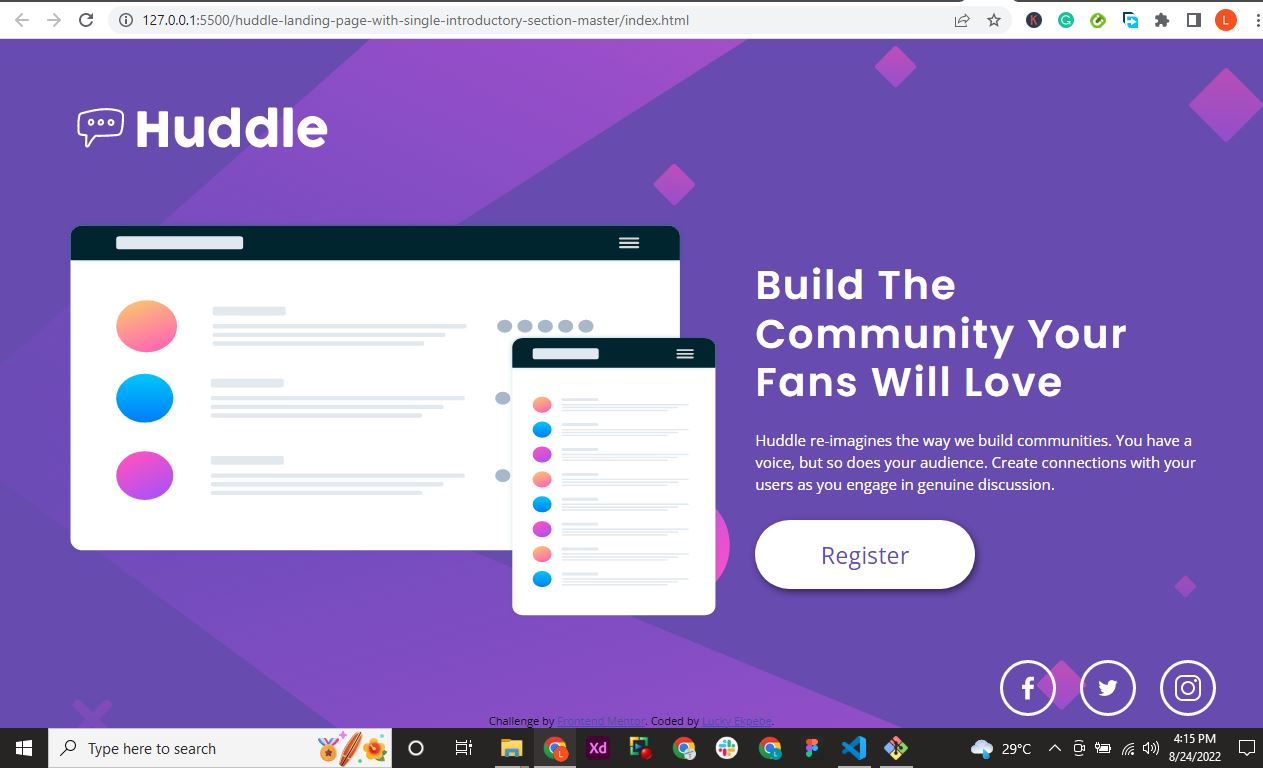 127.0.0.1:5500/huddle-landing-page-with-single-introductory-section-master/index.html
K
G
L
Huddle
Build The
Community Your
Fans Will Love
Huddle re-imagines the way we build communities. You have a
voice, but so does your audience. Create connections with your
users as you engage in genuine discussion.
Register
Challenge by Frontend Mentor. Coded by Lucky Ekpebe.
Type here to search
L
Xd
L
29°C
4:15 PM
8/24/2022